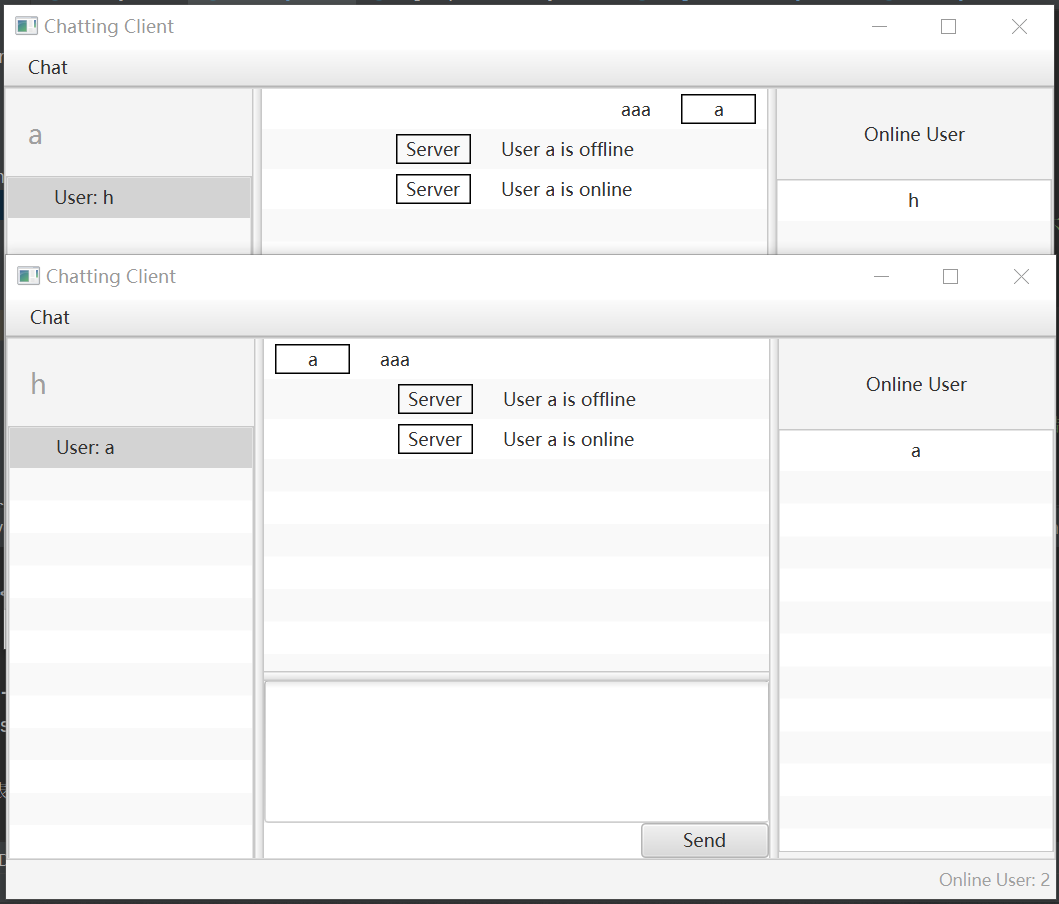 Chatting Client
Chat
a
aaa a
Online User
Server User a is offline
User: h
Server User a is online
h
Chatting Client
Chat
h
a aaa
Online User
Server User a is offline
User: a
Server User a is online
a
Send
Online User: 2